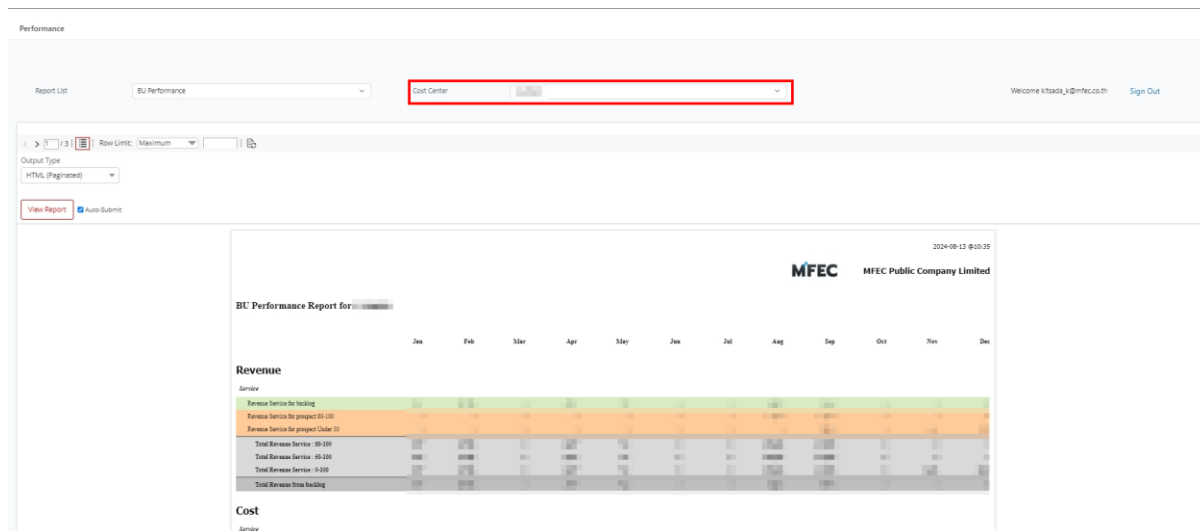 Performance
Report List BU Performance Cost Center Welcome kitsada_k@mfec.co.th Sign Out
1 / 3 Row Limit: Maximum
Output Type
HTML (Paginated)
View Report Auto-Submit
2024-08-13 @10:35
MFEC MFEC Public Company Limited
BU Performance Report for
Jan Feb Mar Apr May Jun Jul Aug Sep Oct Nov Dec
Revenue
Service
Revenue Service for backlog
Revenue Service for prospect 80-100
Revenue Service for prospect Under 50
Total Revenue Service : 80-100
Total Revenue Service : 50-100
Total Revenue Service : 0-100
Total Revenue from backlog
Cost
Service